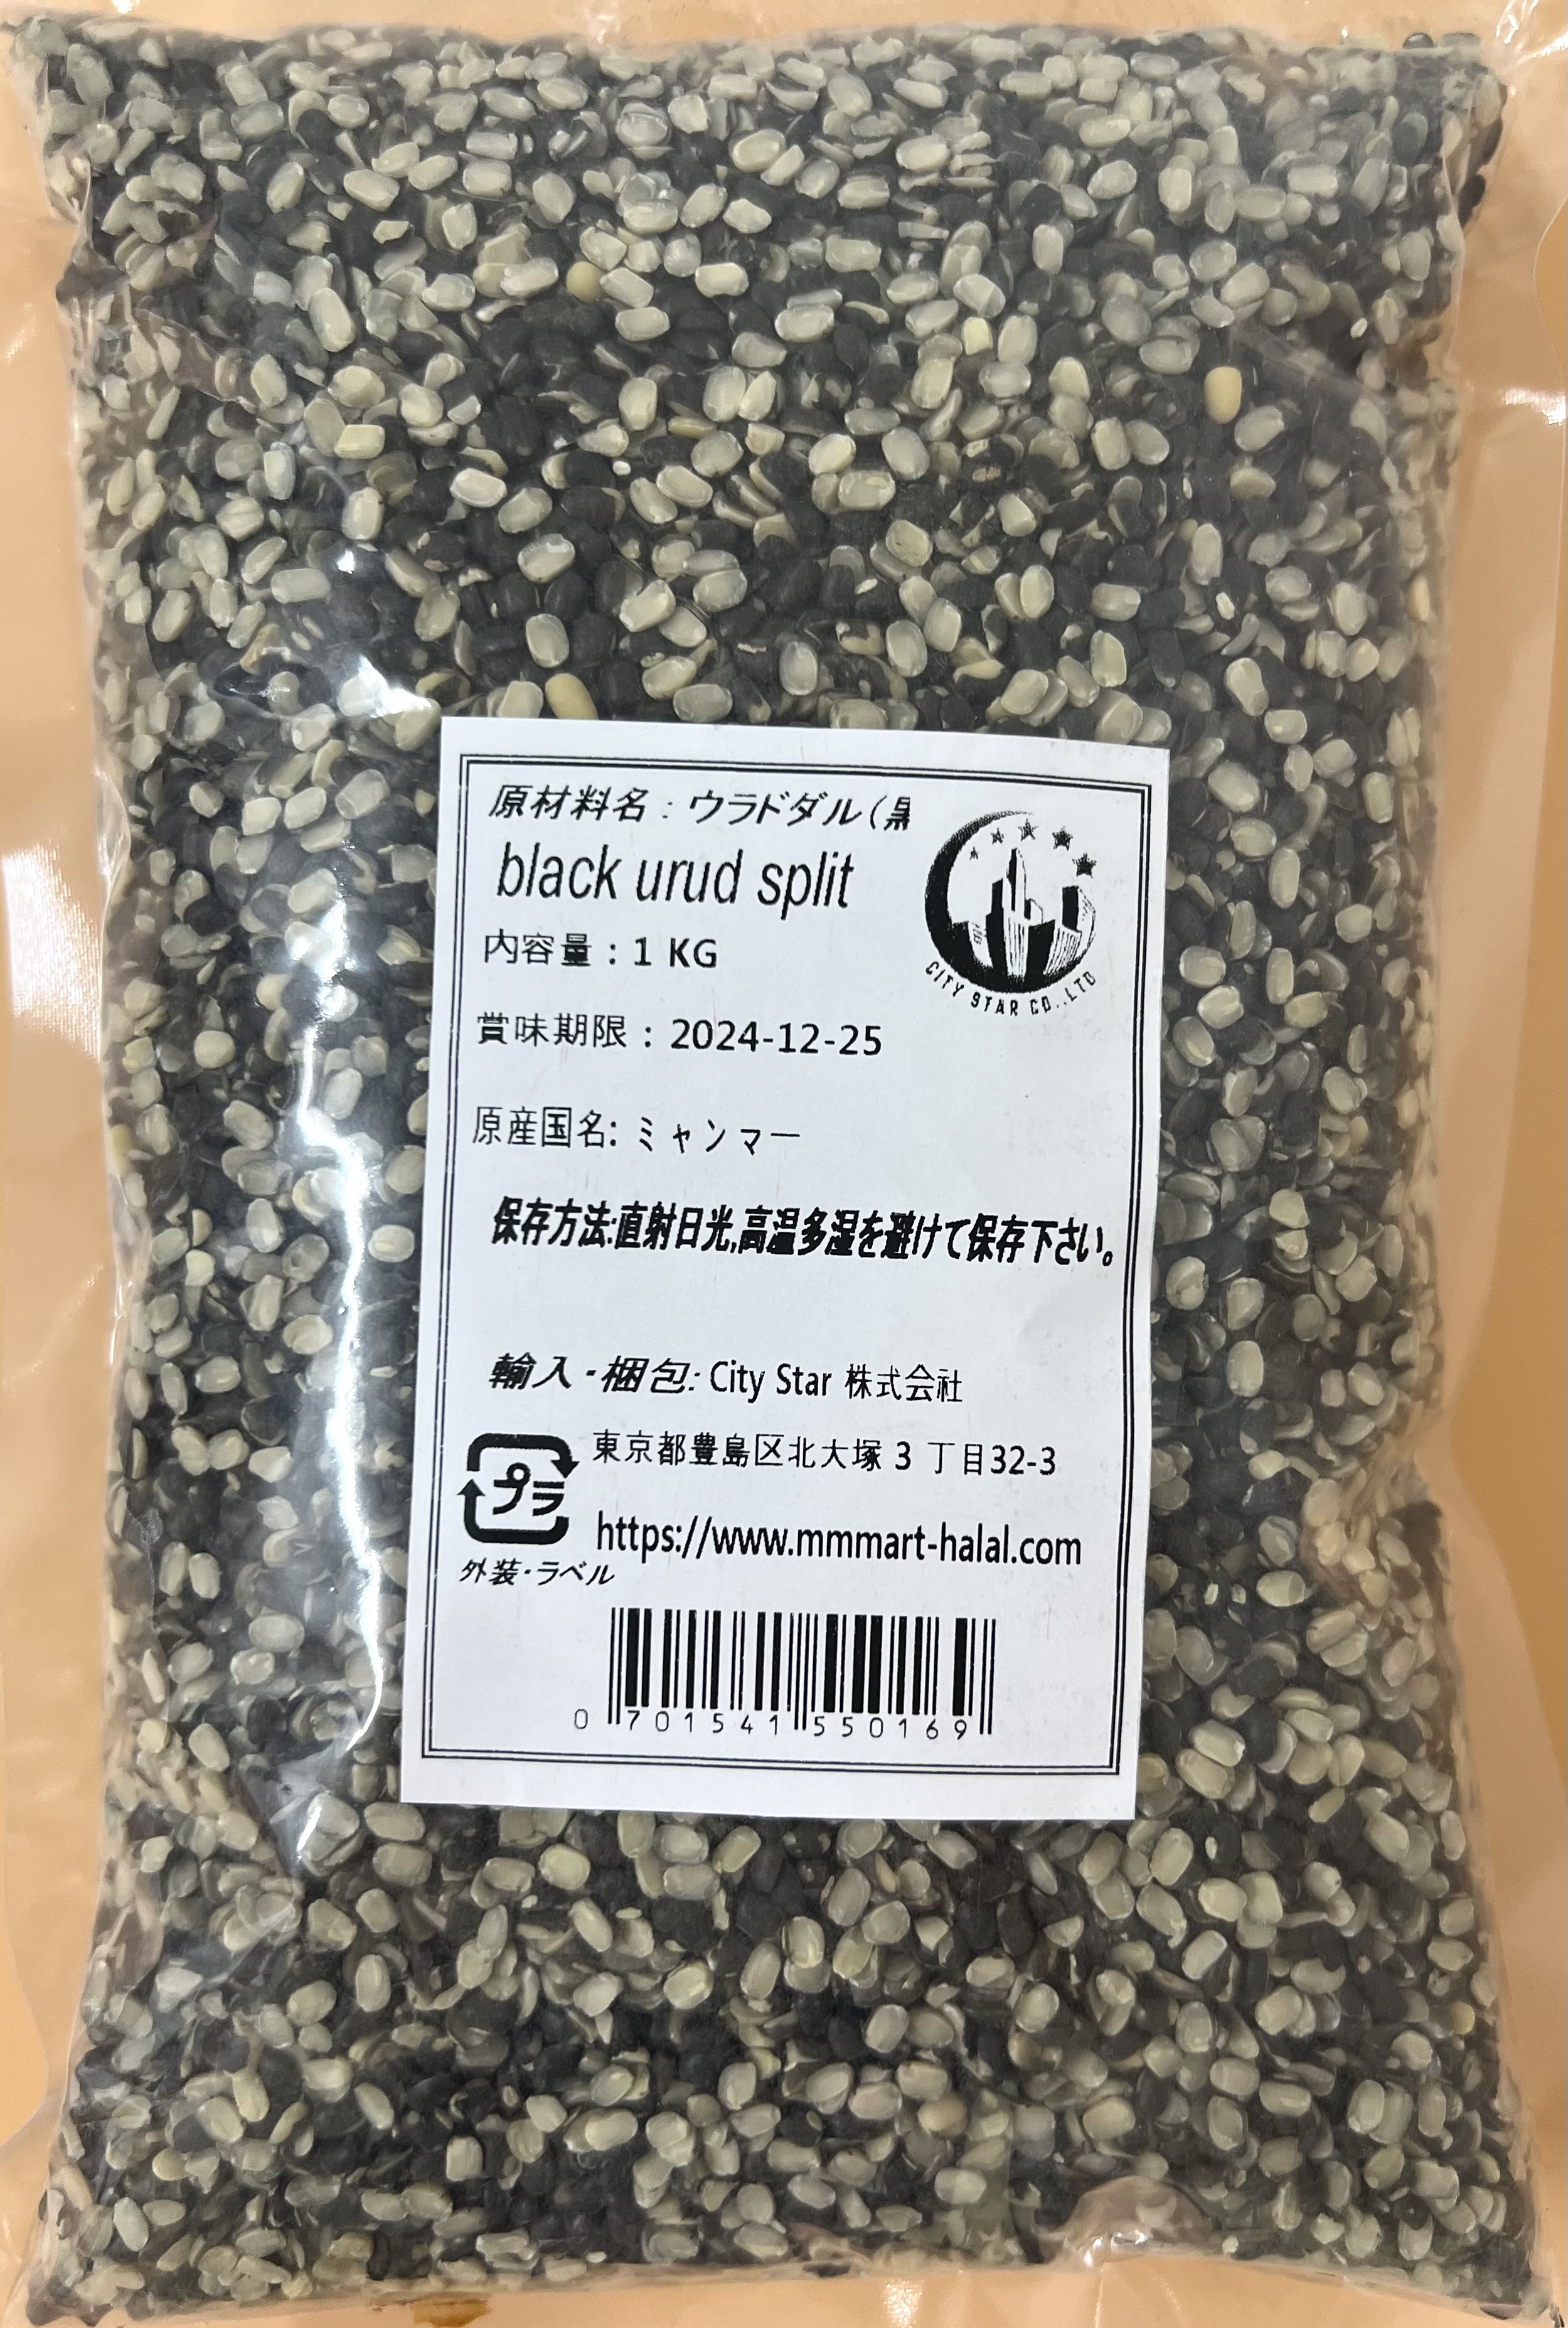 原材料名：ウラドダル（黒
black urud split
内容量：1 KG
CITY STAR CO.,LTD
賞味期限：2024-12-25
原産国名: ミャンマー
保存方法:直射日光,高温多湿を避けて保存下さい。
輸入・梱包: City Star 株式会社
東京都豊島区北大塚 3 丁目32-3
プラ
https://www.mmmart-halal.com
外装・ラベル
0 701541 550169